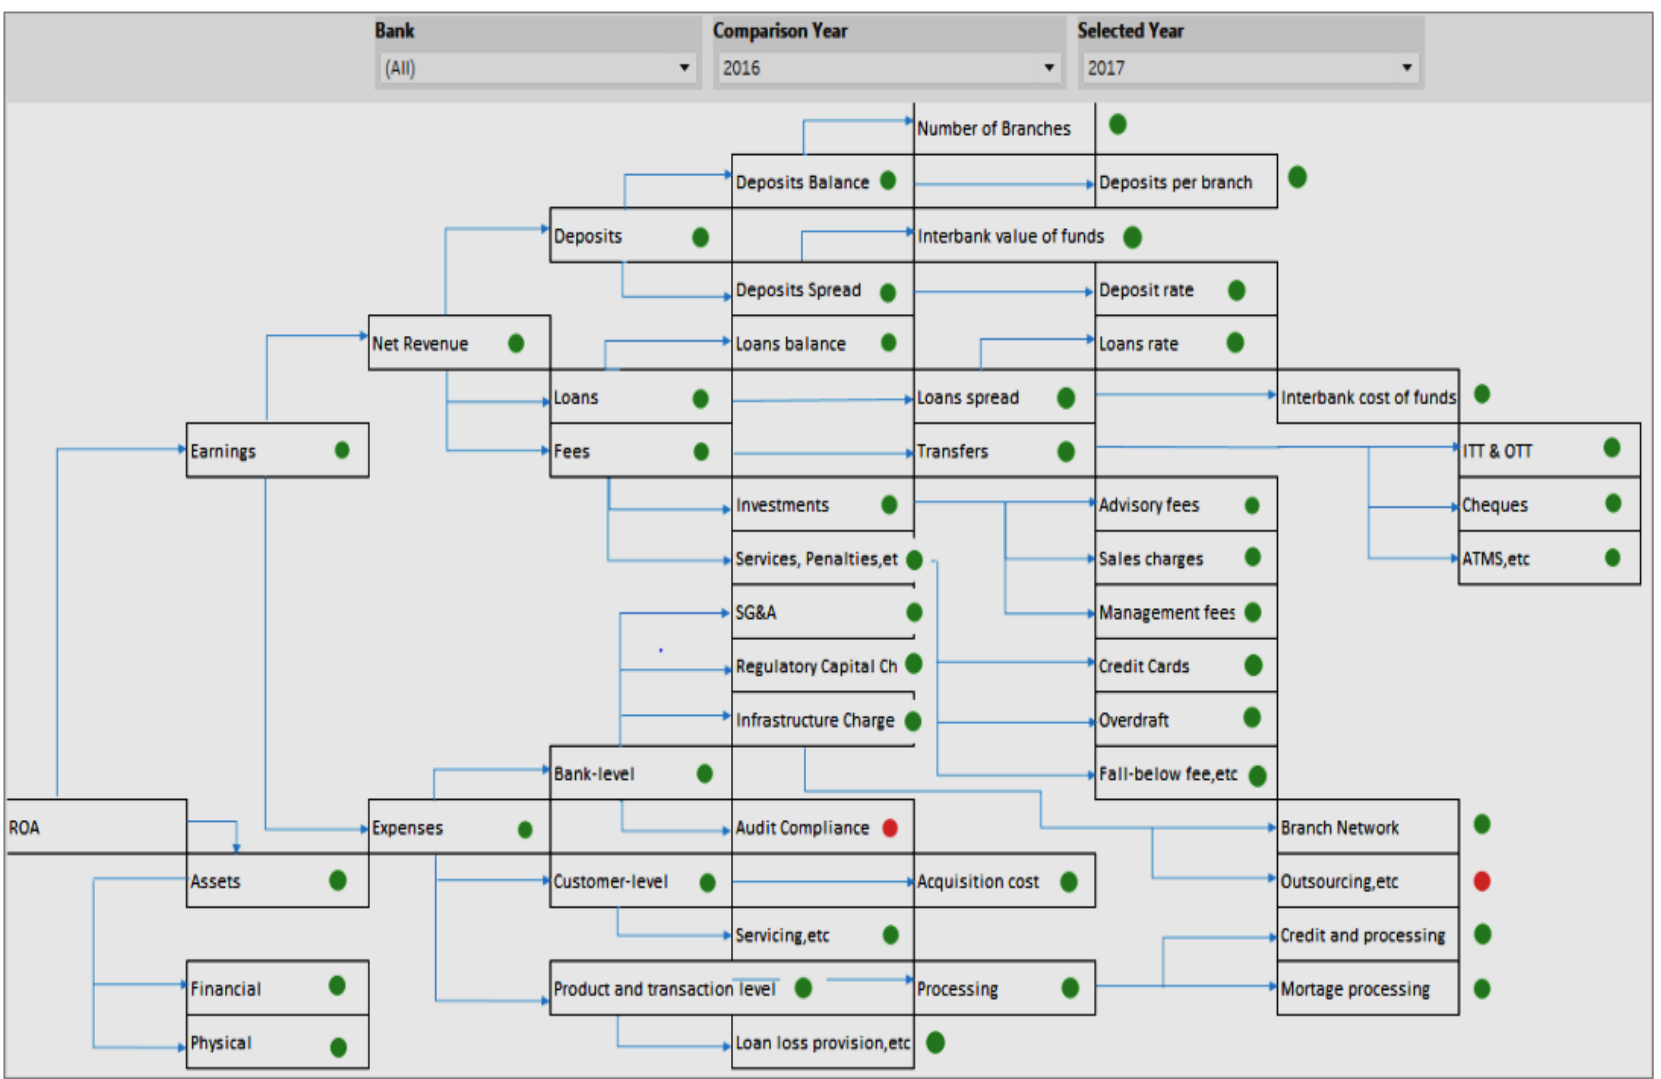 Bank
Comparison Year
Selected Year
(All)
2016
2017
Number of Branches
Deposits Balance
Deposits per branch
Deposits
Interbank value of funds
Deposits Spread
Deposit rate
Net Revenue
Loans balance
Loans rate
Loans
Loans spread
Interbank cost of funds
Earnings
Fees
Transfers
ITT & OTT
Investments
Advisory fees
Cheques
Services, Penalties,et
Sales charges
ATMS,etc
SG&A
Management fees
Regulatory Capital Ch
Credit Cards
Infrastructure Charge
Overdraft
Bank-level
Fall-below fee,etc
ROA
Expenses
Audit Compliance
Branch Network
Assets
Customer-level
Acquisition cost
Outsourcing,etc
Servicing,etc
Credit and processing
Financial
Product and transaction level
Processing
Mortage processing
Physical
Loan loss provision,etc